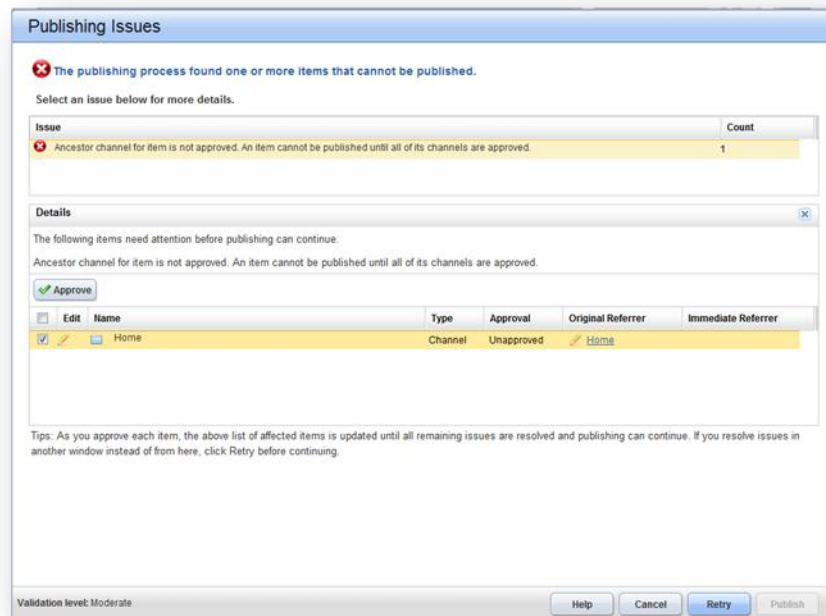 Publishing Issues
The publishing process found one or more items that cannot be published.
Select an issue below for more details.
Issue Count
Ancestor channel for item is not approved. An item cannot be published until all of its channels are approved. 1
Details
The following items need attention before publishing can continue.
Ancestor channel for item is not approved. An item cannot be published until all of its channels are approved.
Approve
Edit Name Type Approval Original Referrer Immediate Referrer
Home Channel Unapproved Home
Tips: As you approve each item, the above list of affected items is updated until all remaining issues are resolved and publishing can continue. If you resolve issues in
another window instead of from here, click Retry before continuing.
Validation level: Moderate Help Cancel Retry Publish